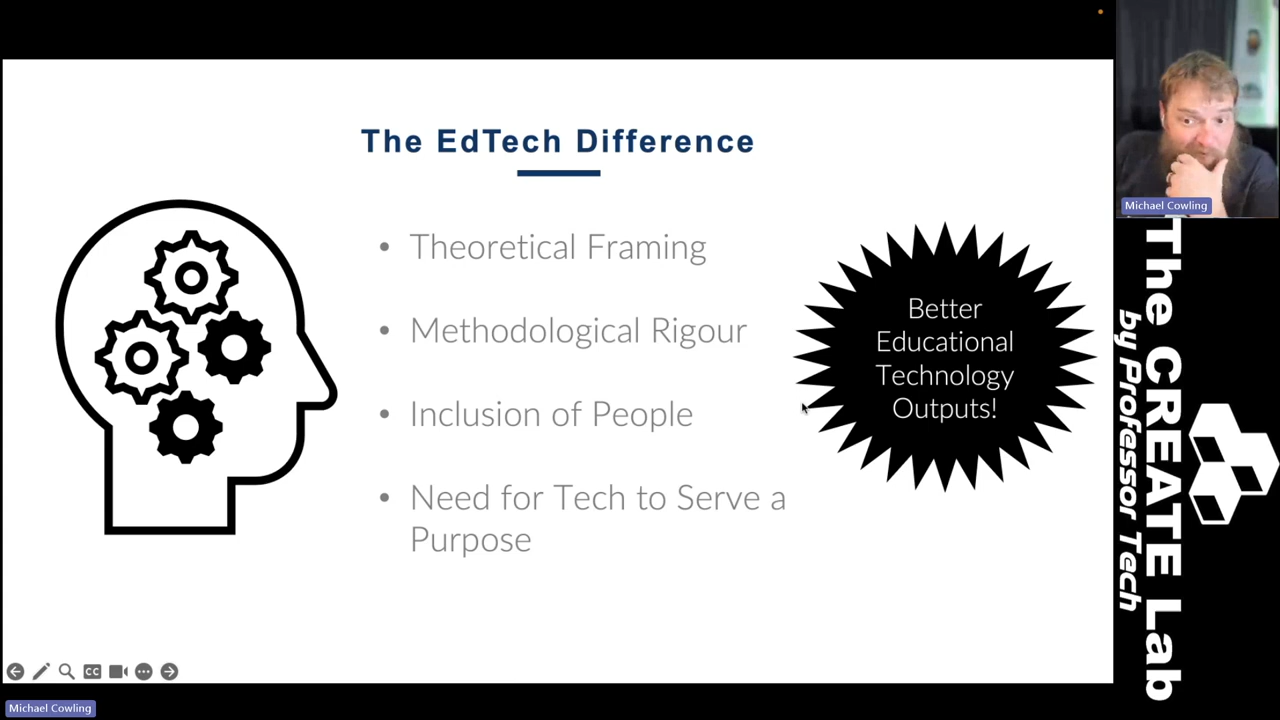 The EdTech Difference
• Theoretical Framing
• Methodological Rigour
• Inclusion of People
• Need for Tech to Serve a
Purpose
Better
Educational
Technology
Outputs!
Michael Cowling
The CREATE Lab
by Professor Tech
CC
Michael Cowling